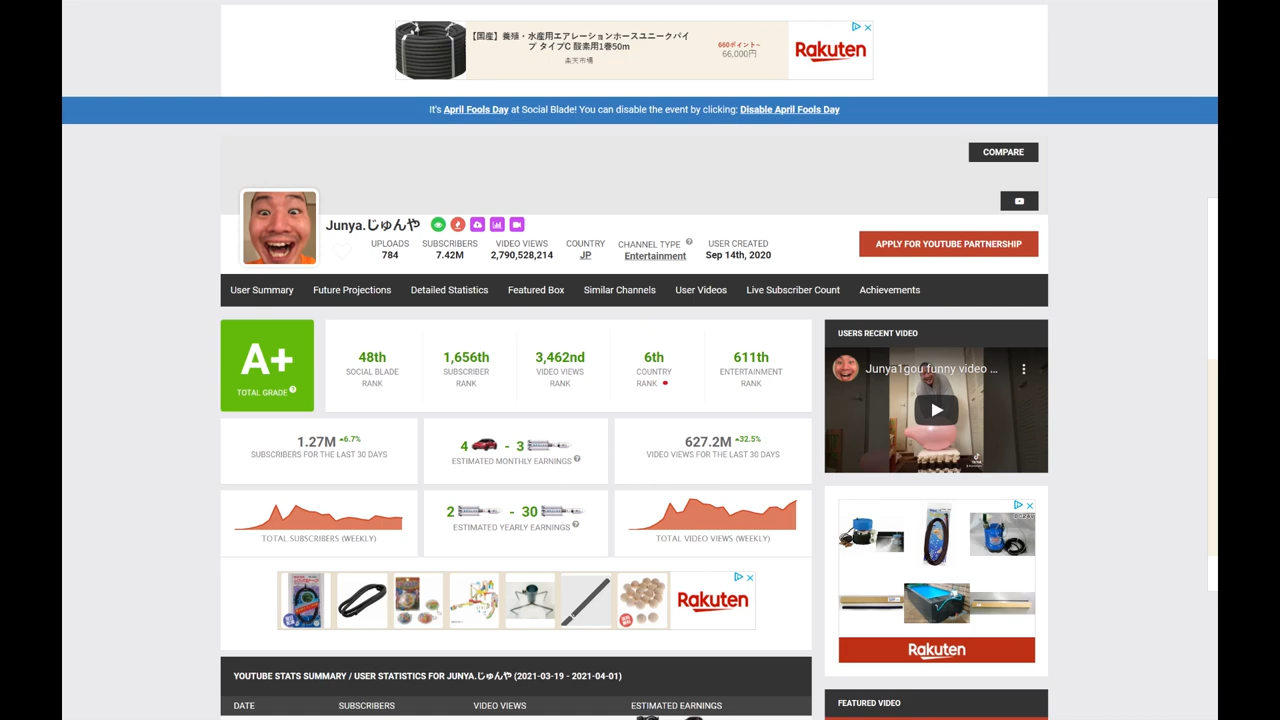 【国産】養殖・水産用エアレーションホースユニークパイ
プ タイプC 酸素用1巻50m
楽天市場
660ポイント~
66,000円
Rakuten
It's April Fools Day at Social Blade! You can disable the event by clicking: Disable April Fools Day
COMPARE
Junya.じゅんや
UPLOADS
784
SUBSCRIBERS
7.42M
VIDEO VIEWS
2,790,528,214
COUNTRY
JP
CHANNEL TYPE
Entertainment
USER CREATED
Sep 14th, 2020
APPLY FOR YOUTUBE PARTNERSHIP
User Summary
Future Projections
Detailed Statistics
Featured Box
Similar Channels
User Videos
Live Subscriber Count
Achievements
A+
TOTAL GRADE
48th
SOCIAL BLADE
RANK
1,656th
SUBSCRIBER
RANK
3,462nd
VIDEO VIEWS
RANK
6th
COUNTRY
RANK
611th
ENTERTAINMENT
RANK
USERS RECENT VIDEO
Junya1gou funny video ...
TikTok
1.27M 6.7%
SUBSCRIBERS FOR THE LAST 30 DAYS
4 - 3
ESTIMATED MONTHLY EARNINGS
627.2M 32.5%
VIDEO VIEWS FOR THE LAST 30 DAYS
TOTAL SUBSCRIBERS (WEEKLY)
2 - 30
ESTIMATED YEARLY EARNINGS
TOTAL VIDEO VIEWS (WEEKLY)
Rakuten
Rakuten
YOUTUBE STATS SUMMARY / USER STATISTICS FOR JUNYA.じゅんや (2021-03-19 - 2021-04-01)
DATE
SUBSCRIBERS
VIDEO VIEWS
ESTIMATED EARNINGS
FEATURED VIDEO